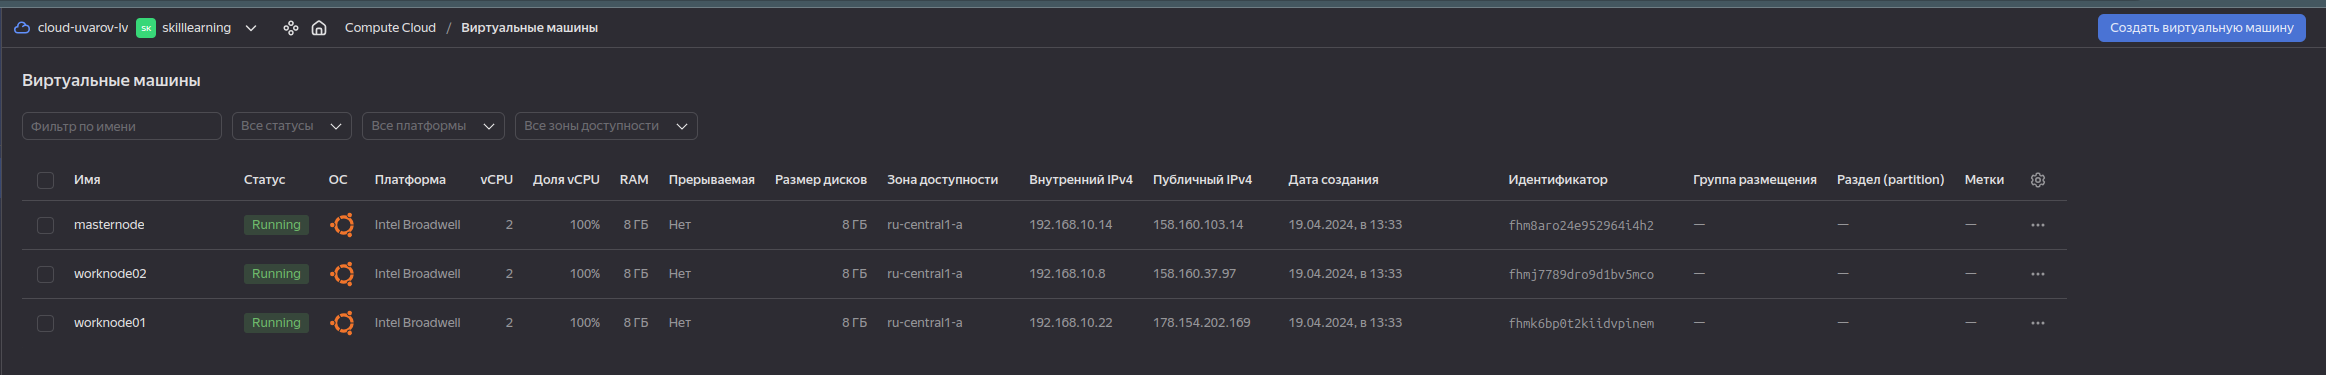 cloud-uvarov-lv SK skilllearning Compute Cloud / Виртуальные машины Создать виртуальную машину
Виртуальные машины
Фильтр по имени Все статусы Все платформы Все зоны доступности
Имя Статус ОС Платформа vCPU Доля vCPU RAM Прерываемая Размер дисков Зона доступности Внутренний IPv4 Публичный IPv4 Дата создания Идентификатор Группа размещения Раздел (partition) Метки
masternode Running Intel Broadwell 2 100% 8 ГБ Нет 8 ГБ ru-central1-a 192.168.10.14 158.160.103.14 19.04.2024, в 13:33 fhm8aro24e952964i4h2 — — —
worknode02 Running Intel Broadwell 2 100% 8 ГБ Нет 8 ГБ ru-central1-a 192.168.10.8 158.160.37.97 19.04.2024, в 13:33 fhmj7789dro9d1bv5mco — — —
worknode01 Running Intel Broadwell 2 100% 8 ГБ Нет 8 ГБ ru-central1-a 192.168.10.22 178.154.202.169 19.04.2024, в 13:33 fhmk6bp0t2kiidvpinem — — —